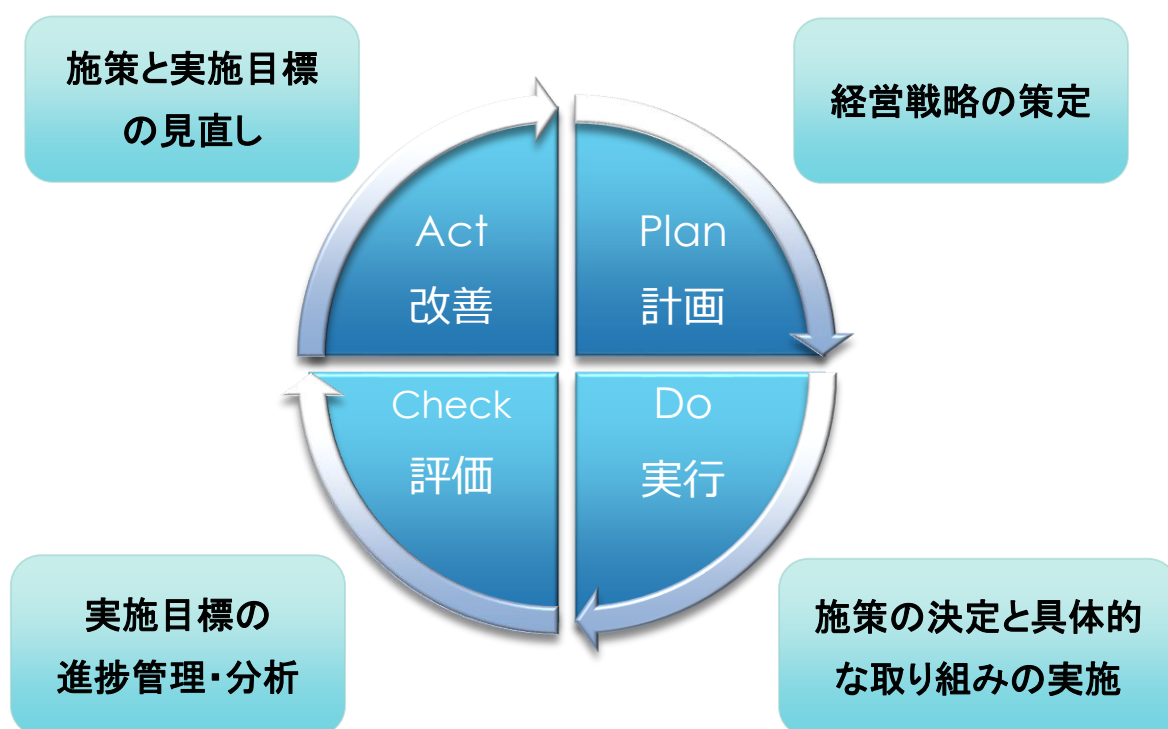 施策と実施目標
の見直し
経営戦略の策定
Act
改善
Plan
計画
Check
評価
Do
実行
実施目標の
進捗管理・分析
施策の決定と具体的
な取り組みの実施